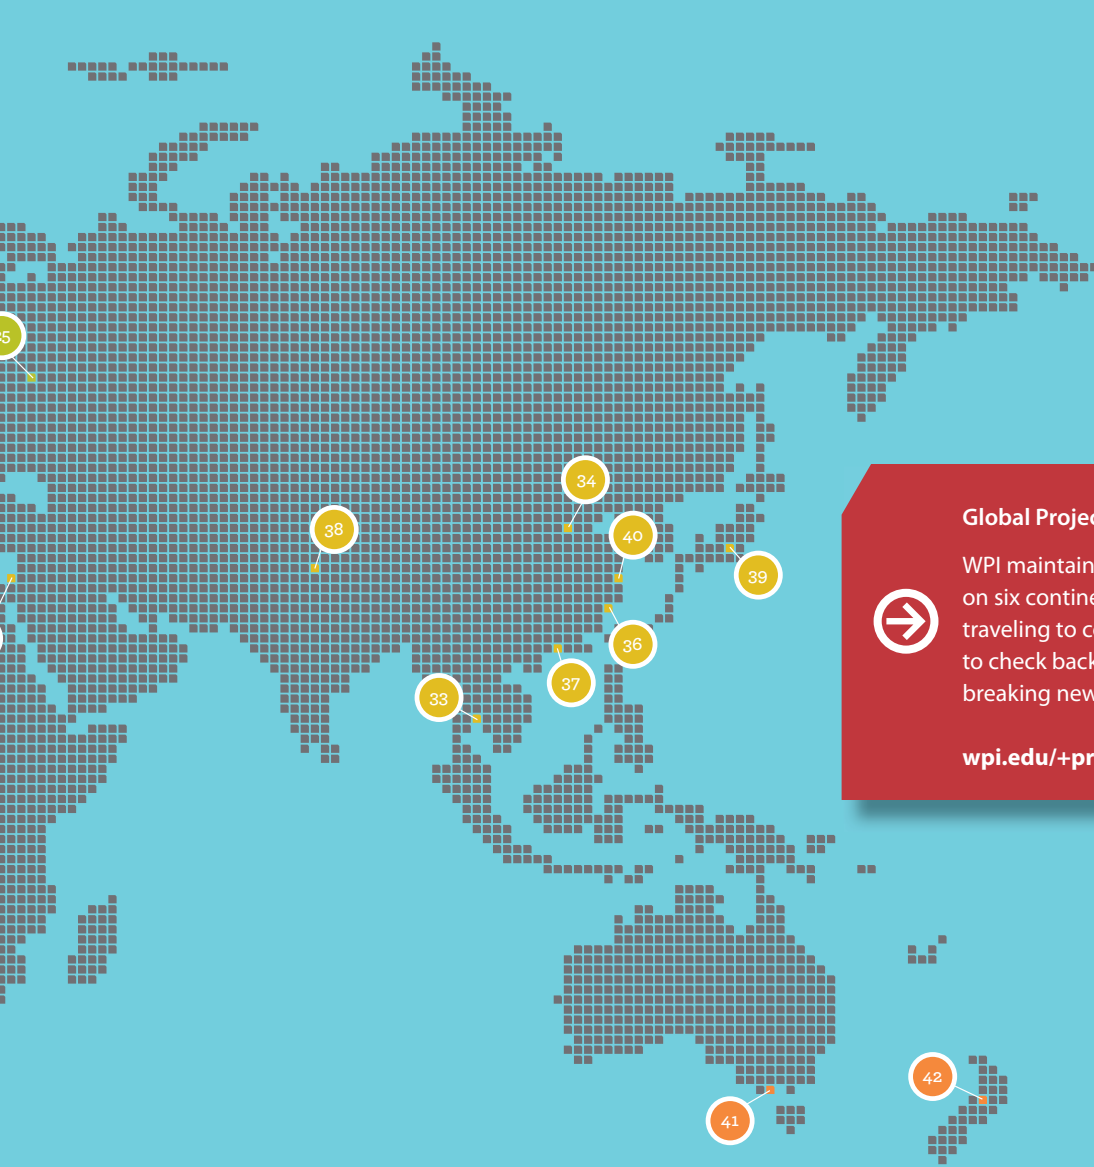 34
38
40
39
36
37
33
Global Projec
WPI maintain
on six contine
traveling to c
to check back
breaking new
wpi.edu/+pr
42
41